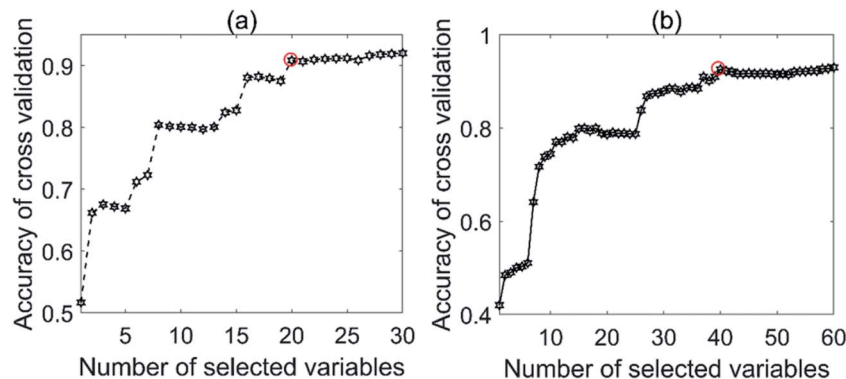 (a)
Accuracy of cross validation
0.9
0.8
0.7
0.6
0.5
5 10 15 20 25 30
Number of selected variables
(b)
Accuracy of cross validation
1
0.8
0.6
0.4
10 20 30 40 50 60
Number of selected variables